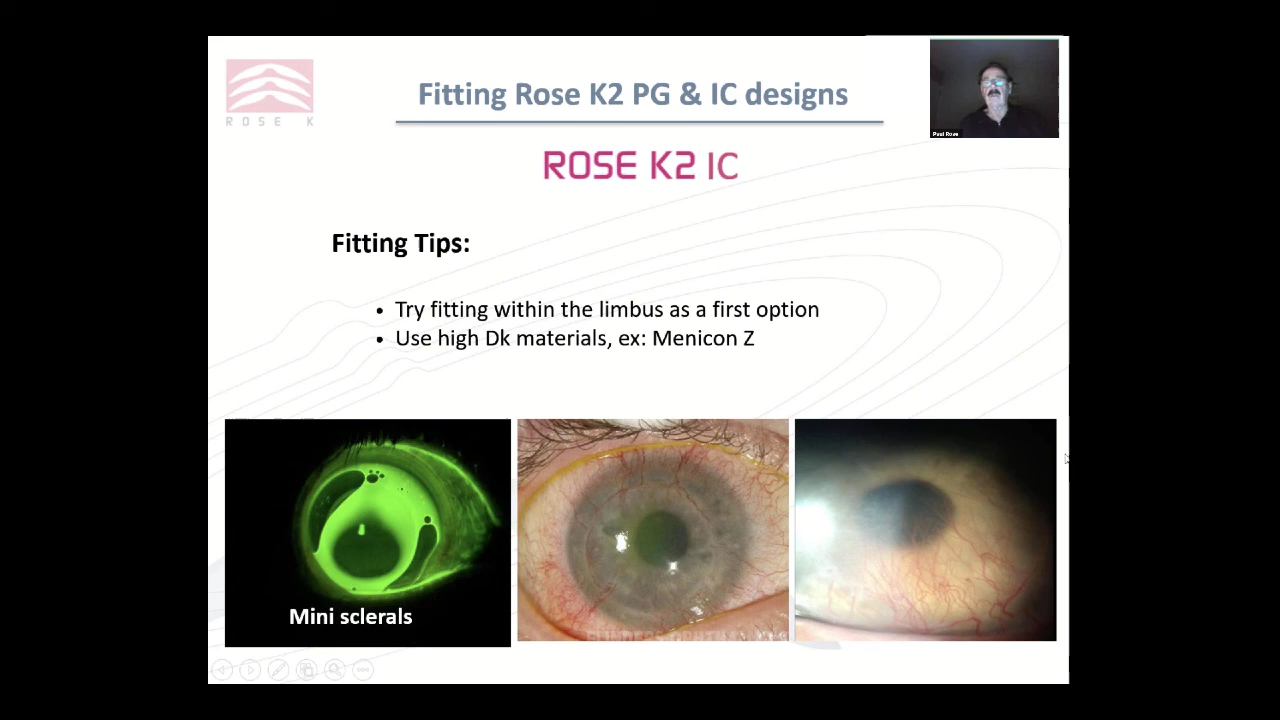 Fitting Rose K2 PG & IC designs
ROSE K
Paul Rose
ROSE K2 IC
Fitting Tips:
• Try fitting within the limbus as a first option
• Use high Dk materials, ex: Menicon Z
Mini sclerals